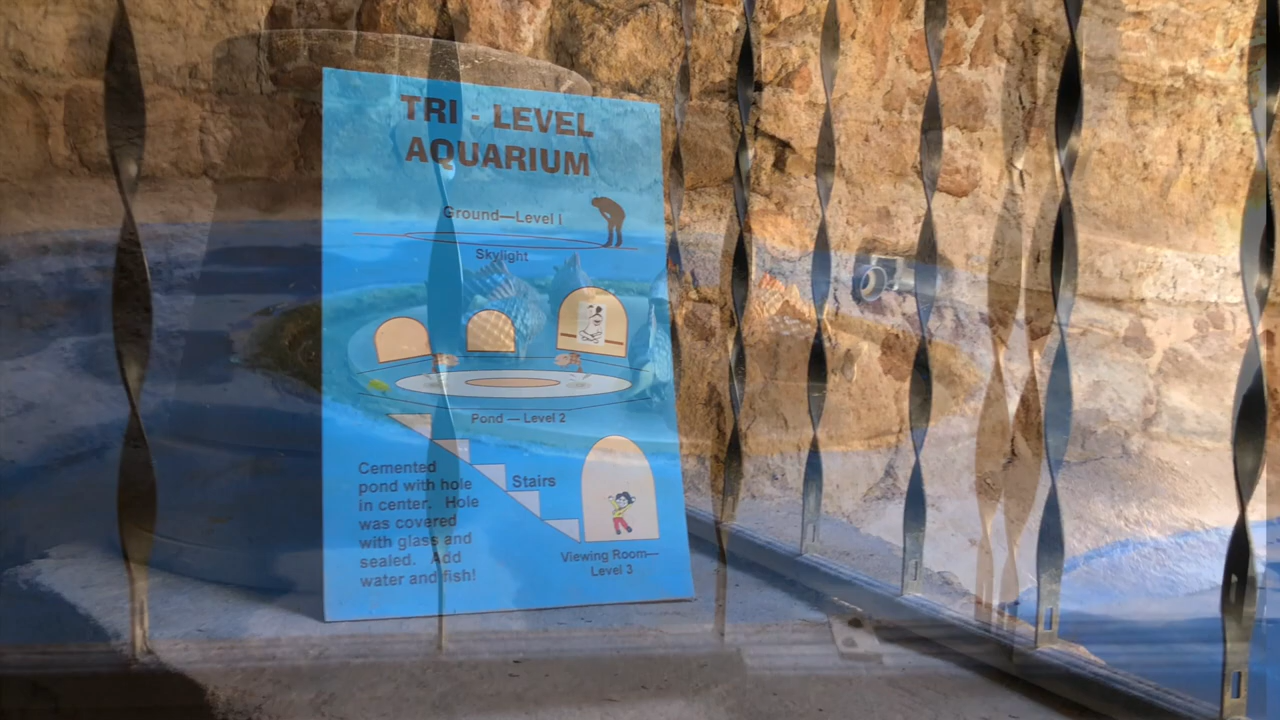 TRI - LEVEL
AQUARIUM
Ground—Level I
Skylight
Pond — Level 2
Cemented
pond with hole
in center. Hole
was covered
with glass and
sealed. Add
water and fish!
Stairs
Viewing Room—
Level 3